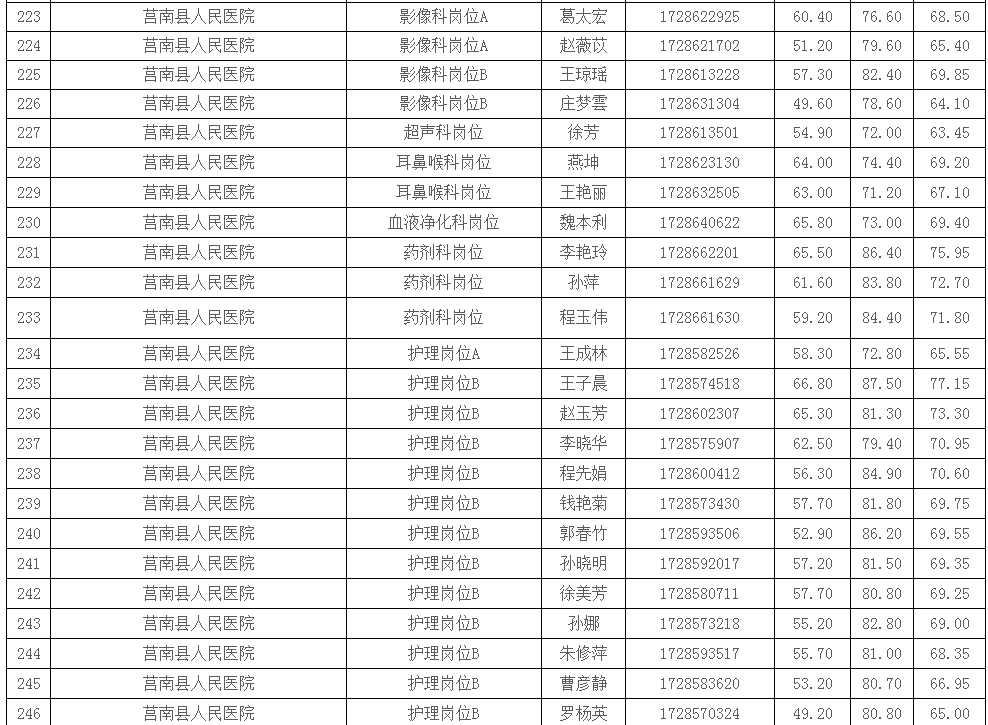 223 莒南县人民医院 影像科岗位A 葛太宏 1728622925 60.40 76.60 68.50
224 莒南县人民医院 影像科岗位A 赵薇苡 1728621702 51.20 79.60 65.40
225 莒南县人民医院 影像科岗位B 王琼瑶 1728613228 57.30 82.40 69.85
226 莒南县人民医院 影像科岗位B 庄梦雲 1728631304 49.60 78.60 64.10
227 莒南县人民医院 超声科岗位 徐芳 1728613501 54.90 72.00 63.45
228 莒南县人民医院 耳鼻喉科岗位 燕坤 1728623130 64.00 74.40 69.20
229 莒南县人民医院 耳鼻喉科岗位 王艳丽 1728632505 63.00 71.20 67.10
230 莒南县人民医院 血液净化科岗位 魏本利 1728640622 65.80 73.00 69.40
231 莒南县人民医院 药剂科岗位 李艳玲 1728662201 65.50 86.40 75.95
232 莒南县人民医院 药剂科岗位 孙萍 1728661629 61.60 83.80 72.70
233 莒南县人民医院 药剂科岗位 程玉伟 1728661630 59.20 84.40 71.80
234 莒南县人民医院 护理岗位A 王成林 1728582526 58.30 72.80 65.55
235 莒南县人民医院 护理岗位B 王子晨 1728574518 66.80 87.50 77.15
236 莒南县人民医院 护理岗位B 赵玉芳 1728602307 65.30 81.30 73.30
237 莒南县人民医院 护理岗位B 李晓华 1728575907 62.50 79.40 70.95
238 莒南县人民医院 护理岗位B 程先娟 1728600412 56.30 84.90 70.60
239 莒南县人民医院 护理岗位B 钱艳菊 1728573430 57.70 81.80 69.75
240 莒南县人民医院 护理岗位B 郭春竹 1728593506 52.90 86.20 69.55
241 莒南县人民医院 护理岗位B 孙晓明 1728592017 57.20 81.50 69.35
242 莒南县人民医院 护理岗位B 徐美芳 1728580711 57.70 80.80 69.25
243 莒南县人民医院 护理岗位B 孙娜 1728573218 55.20 82.80 69.00
244 莒南县人民医院 护理岗位B 朱修萍 1728593517 55.70 81.00 68.35
245 莒南县人民医院 护理岗位B 曹彦静 1728583620 53.20 80.70 66.95
246 莒南县人民医院 护理岗位B 罗杨英 1728570324 49.20 80.80 65.00